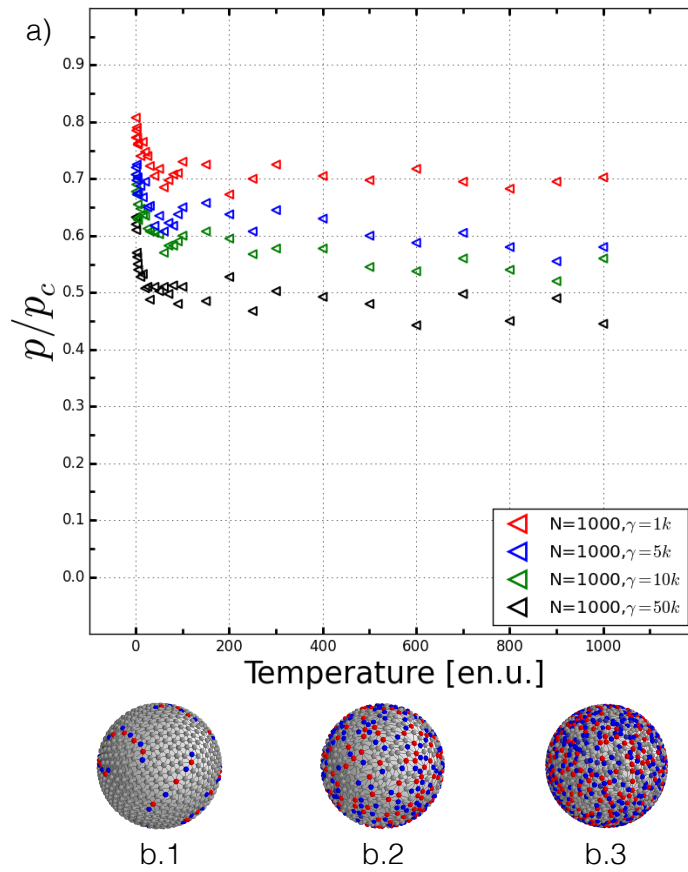 a)
0.9
0.8
0.7
0.6
0.5
0.4
0.3
0.2
0.1
0.0
p/p_c
N=1000,γ=1k
N=1000,γ=5k
N=1000,γ=10k
N=1000,γ=50k
0 200 400 600 800 1000
Temperature [en.u.]
b.1 b.2 b.3